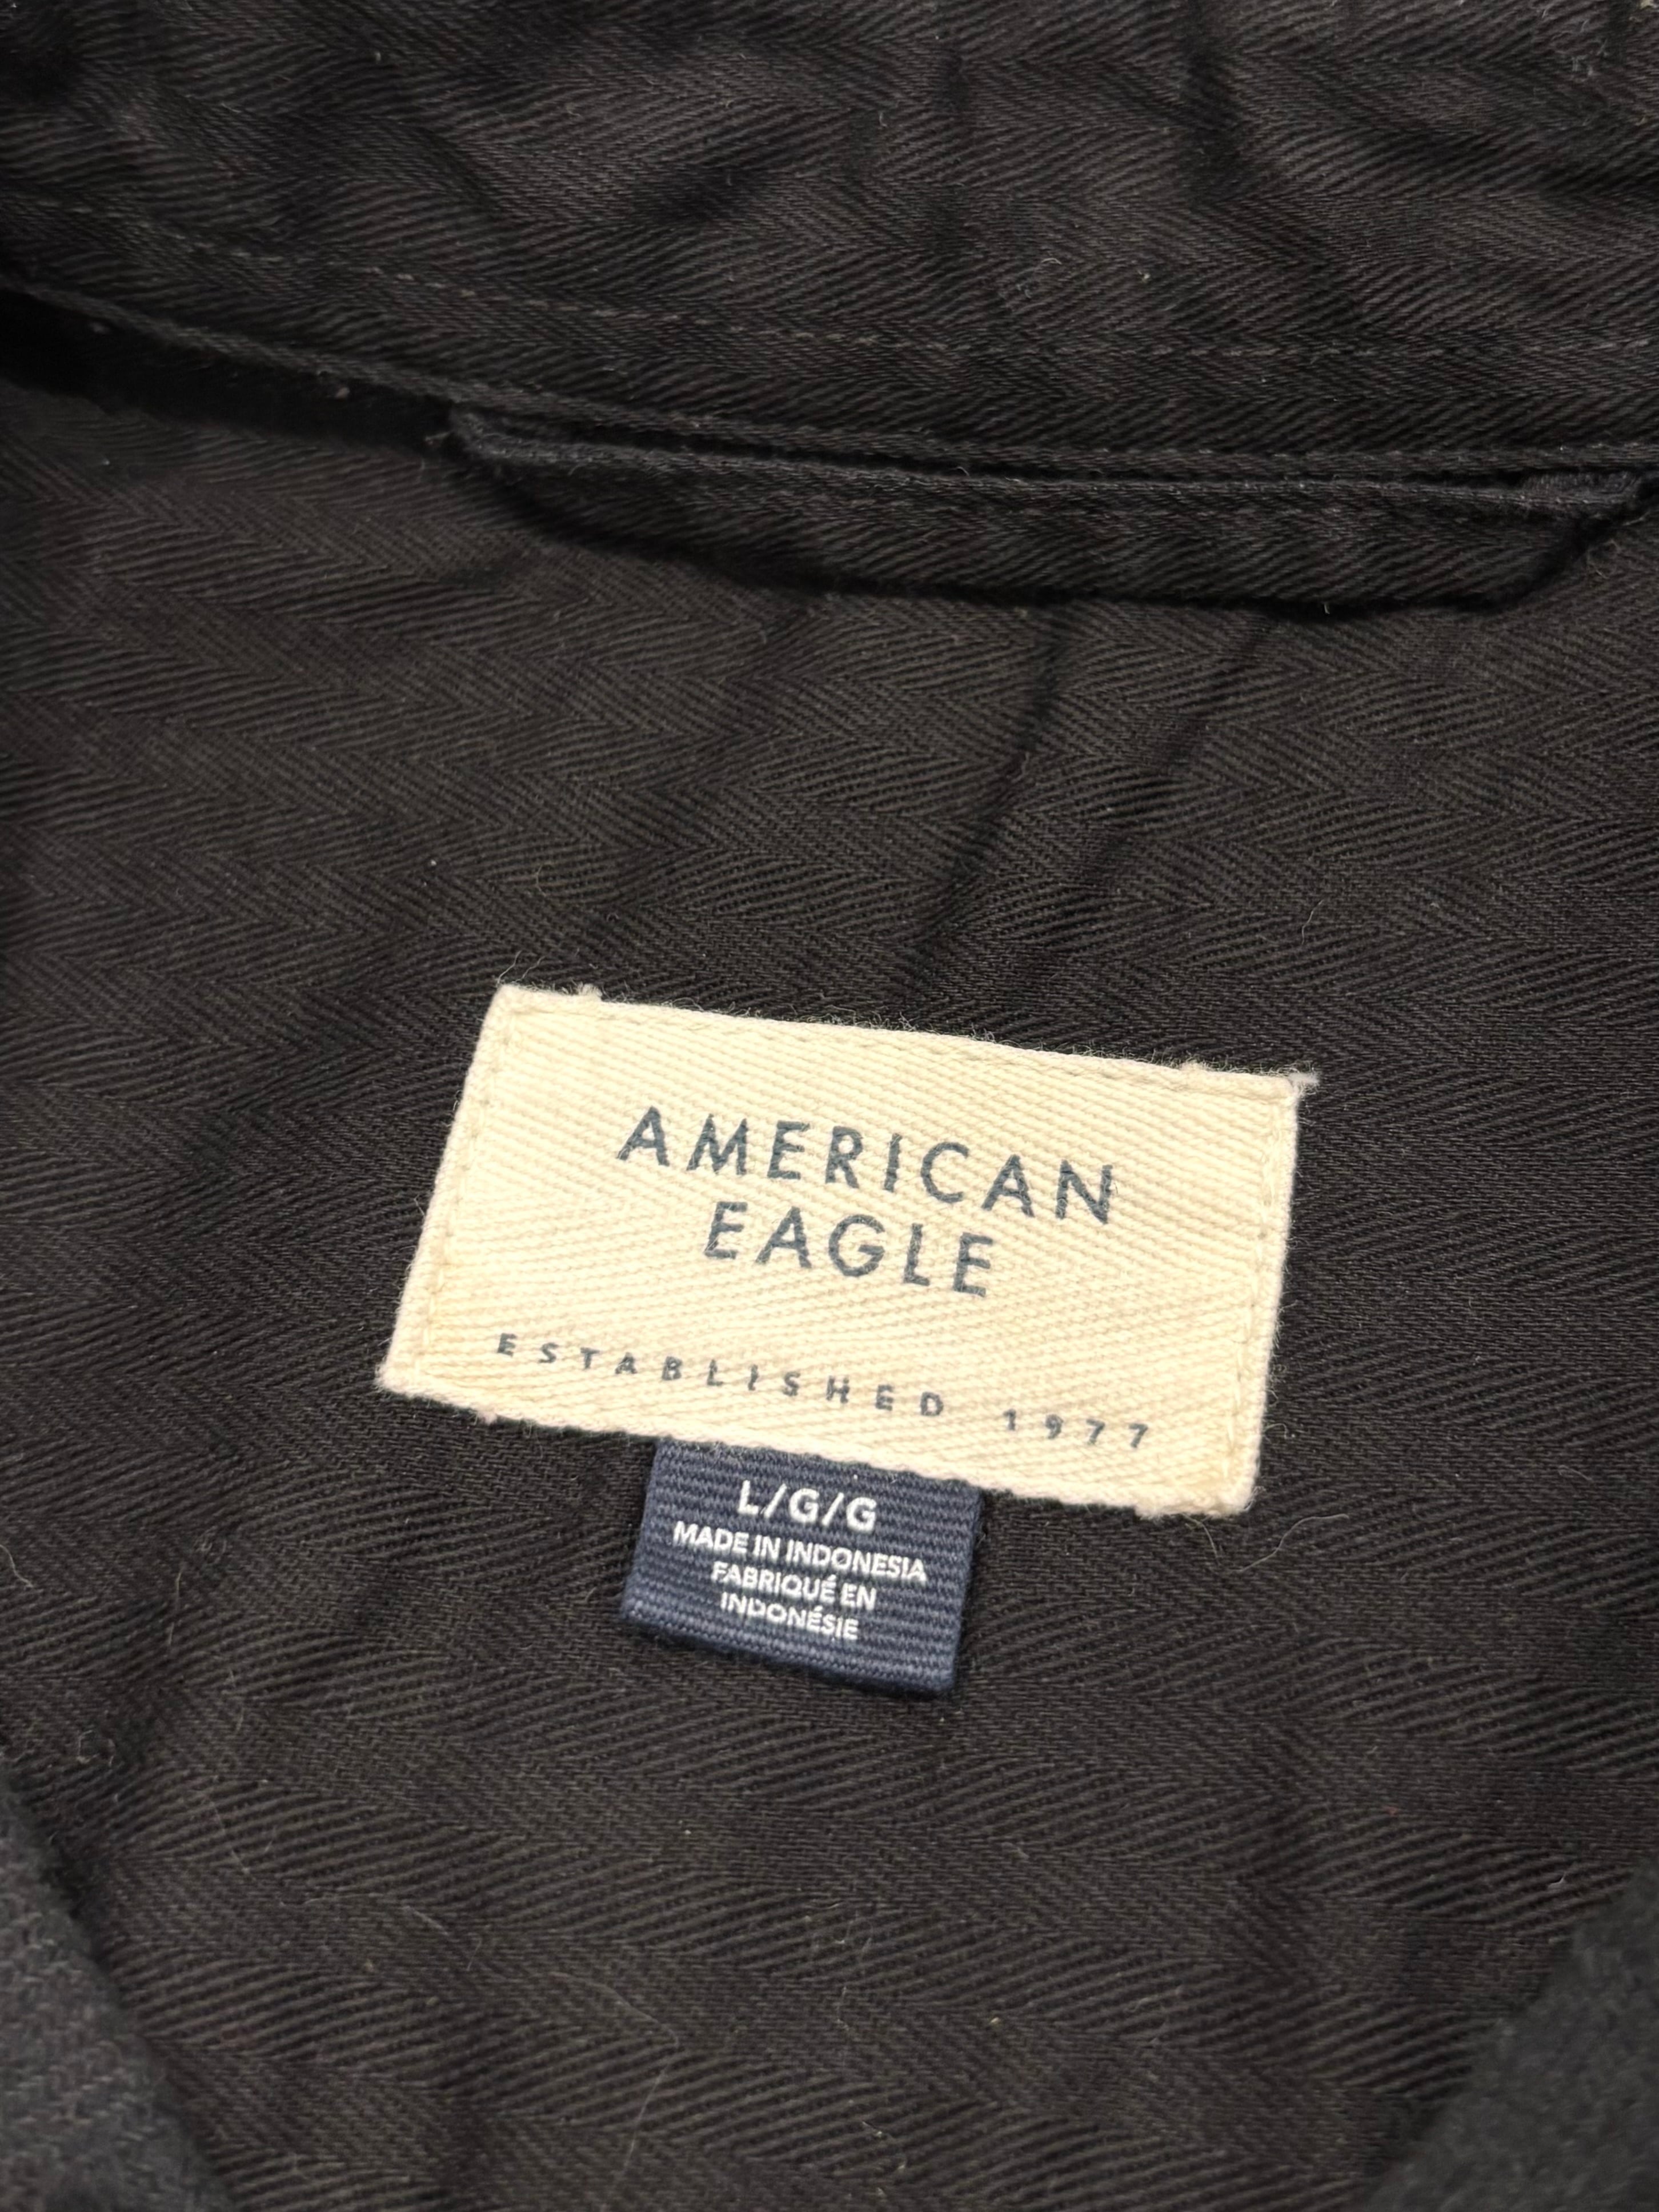 AMERICAN
EAGLE
ESTABLISHED 1977
L/G/G
MADE IN INDONESIA
FABRIQUÉ EN
INDONÉSIE